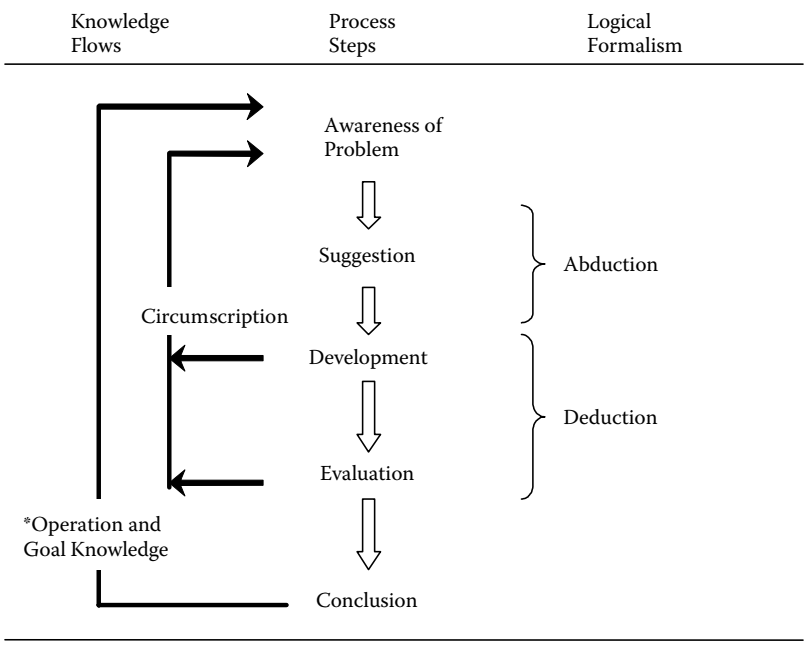 Knowledge
Flows
Process
Steps
Logical
Formalism
Awareness of
Problem
Suggestion
Abduction
Circumscription
Development
Deduction
Evaluation
*Operation and
Goal Knowledge
Conclusion